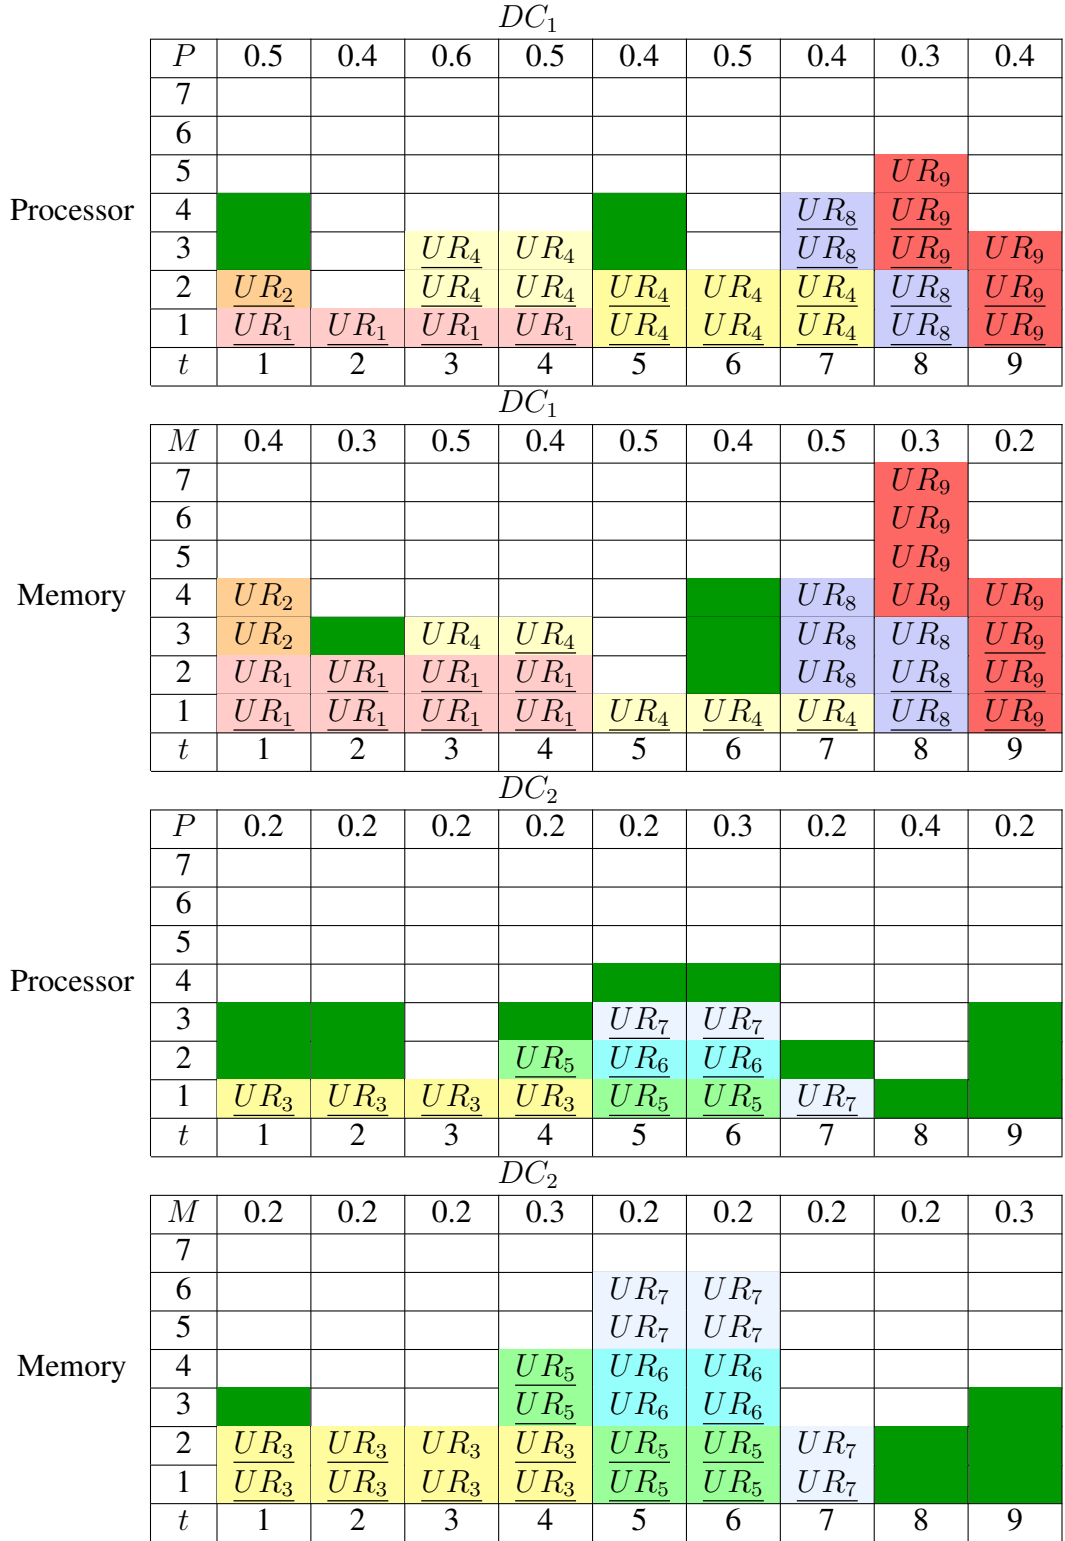 DC₁
P 0.5 0.4 0.6 0.5 0.4 0.5 0.4 0.3 0.4
7
6
5 UR₉
Processor 4 UR₈ UR₉
3 UR₄ UR₄ UR₈ UR₉ UR₉
2 UR₂ UR₄ UR₄ UR₄ UR₄ UR₄ UR₈ UR₉
1 UR₁ UR₁ UR₁ UR₁ UR₄ UR₄ UR₄ UR₈ UR₉
t 1 2 3 4 5 6 7 8 9
DC₁
M 0.4 0.3 0.5 0.4 0.5 0.4 0.5 0.3 0.2
7 UR₉
6 UR₉
5 UR₉
Memory 4 UR₂ UR₈ UR₉ UR₉
3 UR₂ UR₄ UR₄ UR₈ UR₈ UR₉
2 UR₁ UR₁ UR₁ UR₁ UR₈ UR₈ UR₉
1 UR₁ UR₁ UR₁ UR₁ UR₄ UR₄ UR₄ UR₈ UR₉
t 1 2 3 4 5 6 7 8 9
DC₂
P 0.2 0.2 0.2 0.2 0.2 0.3 0.2 0.4 0.2
7
6
5
Processor 4
3 UR₇ UR₇
2 UR₅ UR₆ UR₆
1 UR₃ UR₃ UR₃ UR₃ UR₅ UR₅ UR₇
t 1 2 3 4 5 6 7 8 9
DC₂
M 0.2 0.2 0.2 0.3 0.2 0.2 0.2 0.2 0.3
7
6 UR₇ UR₇
5 UR₇ UR₇
Memory 4 UR₅ UR₆ UR₆
3 UR₅ UR₆ UR₆
2 UR₃ UR₃ UR₃ UR₃ UR₅ UR₅ UR₇
1 UR₃ UR₃ UR₃ UR₃ UR₅ UR₅ UR₇
t 1 2 3 4 5 6 7 8 9